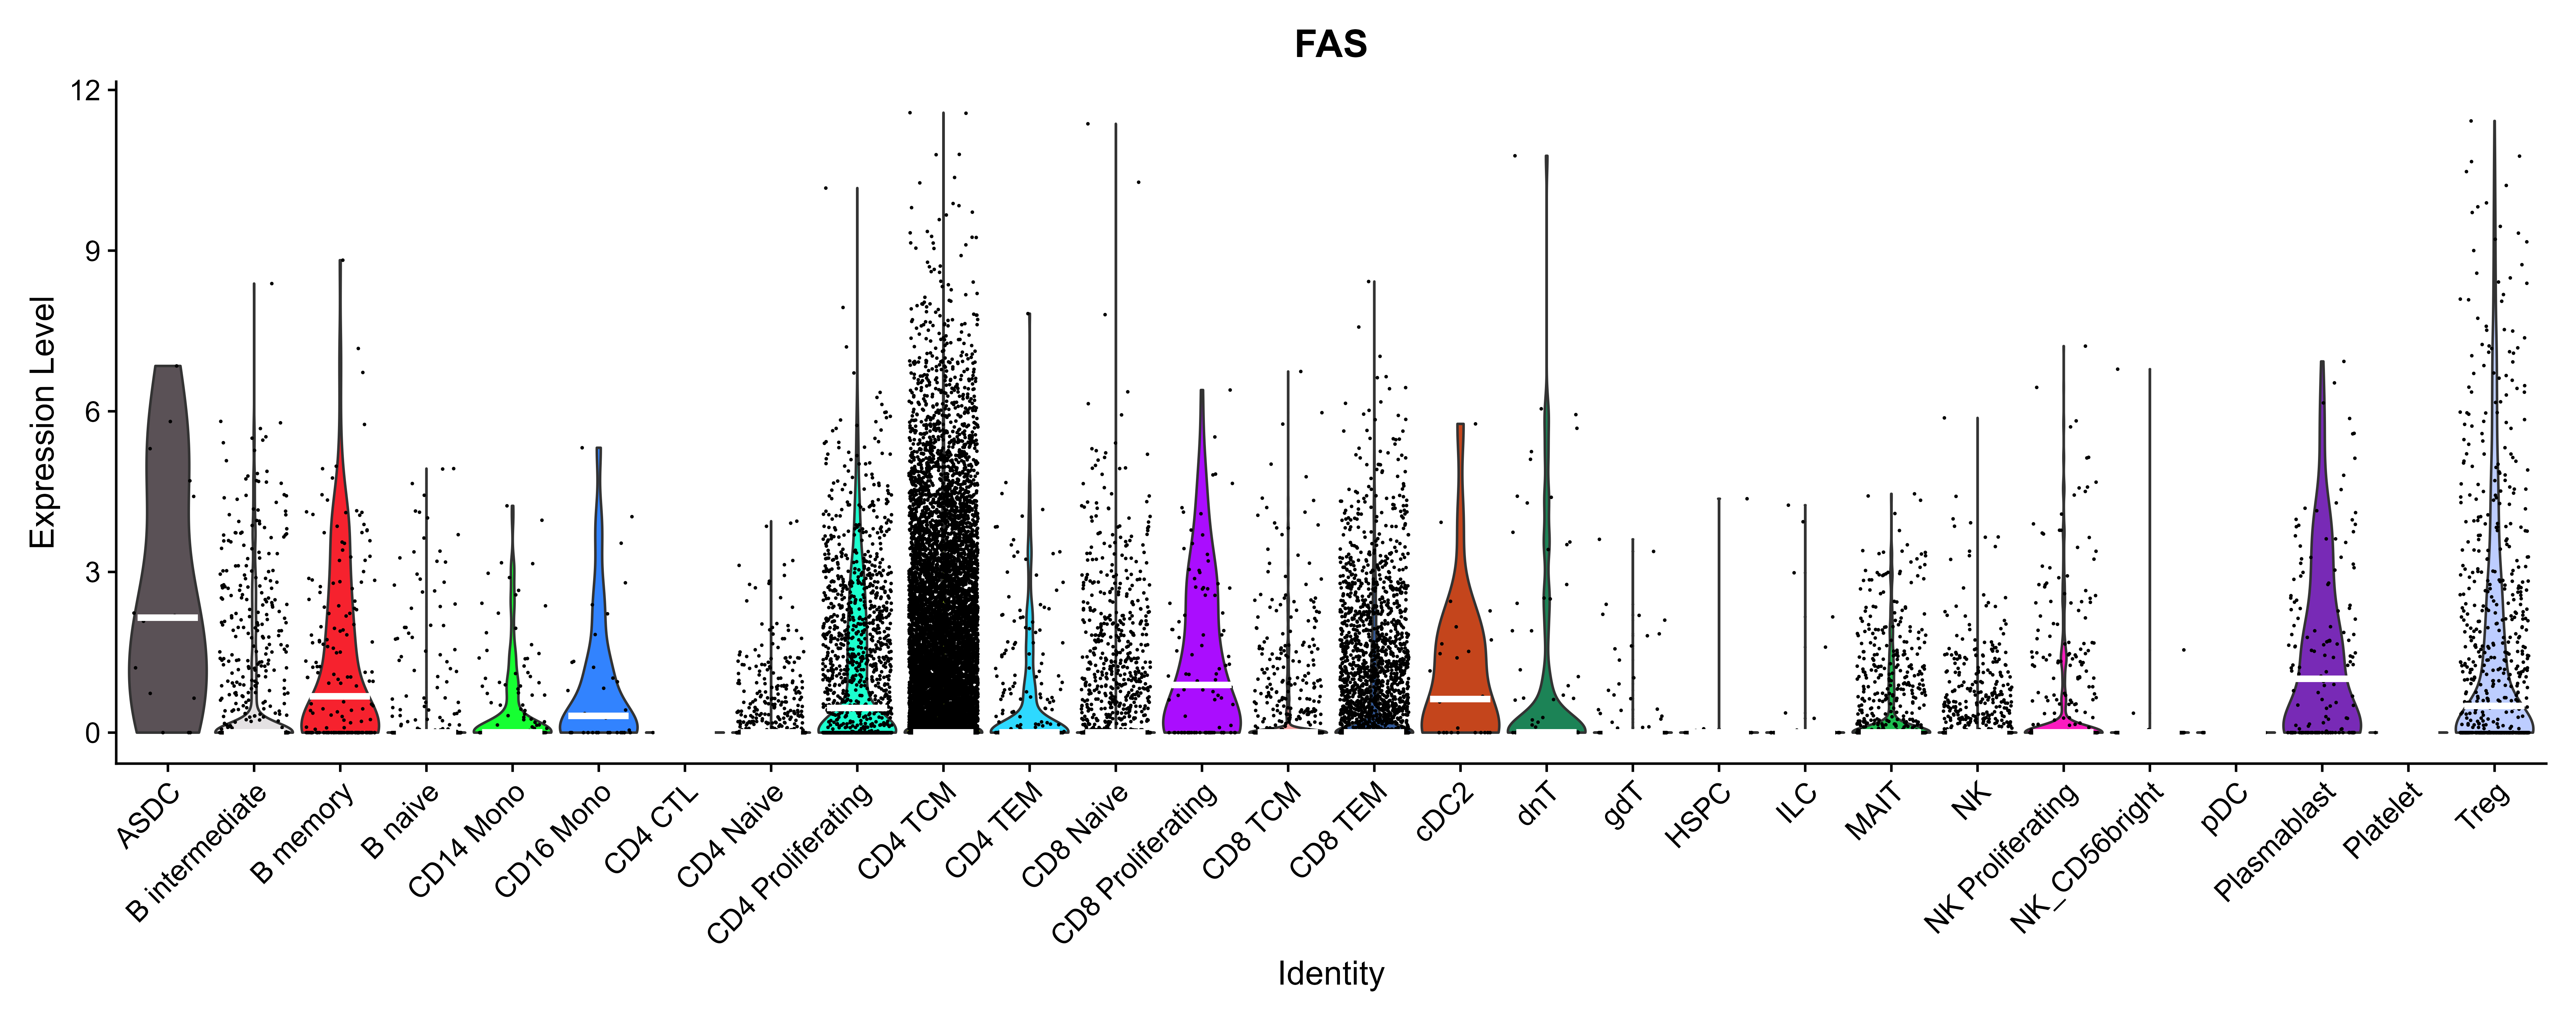 FAS
Expression Level
12
9
6
3
0
ASDC
B intermediate
B memory
B naive
CD14 Mono
CD16 Mono
CD4 CTL
CD4 Naive
CD4 Proliferating
CD4 TCM
CD4 TEM
CD8 Naive
CD8 Proliferating
CD8 TCM
CD8 TEM
cDC2
dnT
gdT
HSPC
ILC
MAIT
NK
NK Proliferating
NK_CD56bright
pDC
Plasmablast
Platelet
Treg
Identity